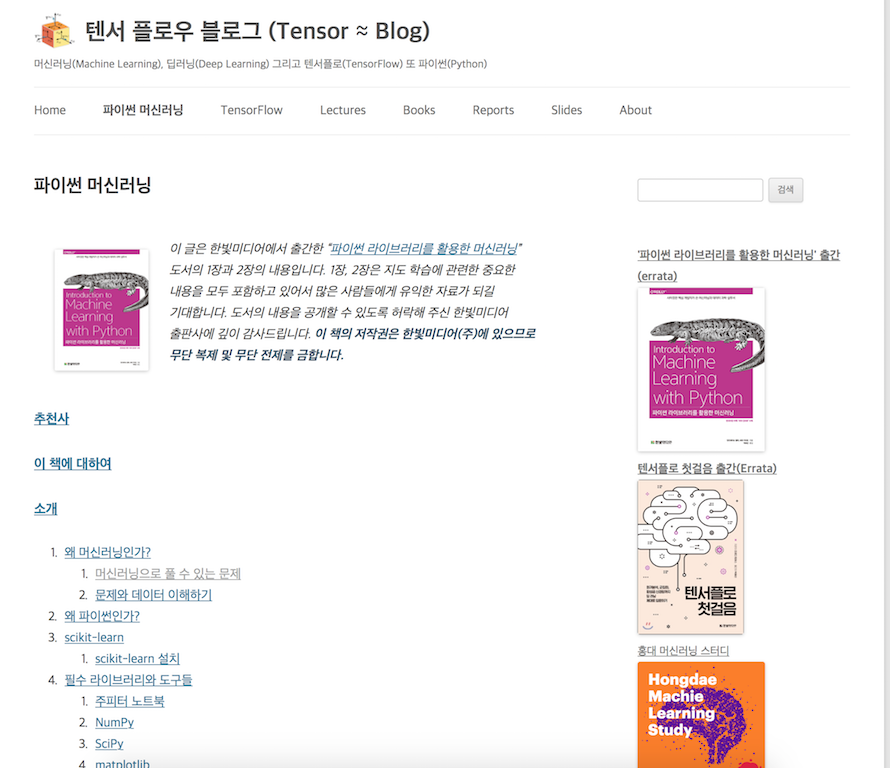 텐서 플로우 블로그 (Tensor ≈ Blog)
머신러닝(Machine Learning), 딥러닝(Deep Learning) 그리고 텐서플로(TensorFlow) 또 파이썬(Python)
Home 파이썬 머신러닝 TensorFlow Lectures Books Reports Slides About
파이썬 머신러닝
이 글은 한빛미디어에서 출간한 “파이썬 라이브러리를 활용한 머신러닝”
도서의 1장과 2장의 내용입니다. 1장, 2장은 지도 학습에 관련한 중요한
내용을 모두 포함하고 있어서 많은 사람들에게 유익한 자료가 되길
기대합니다. 도서의 내용을 공개할 수 있도록 허락해 주신 한빛미디어
출판사에 깊이 감사드립니다. 이 책의 저작권은 한빛미디어(주)에 있으므로
무단 복제 및 무단 전제를 금합니다.
Introduction to
Machine
Learning
with Python
파이썬 라이브러리를 활용한 머신러닝
추천사
이 책에 대하여
소개
1. 왜 머신러닝인가?
1. 머신러닝으로 풀 수 있는 문제
2. 문제와 데이터 이해하기
2. 왜 파이썬인가?
3. scikit-learn
1. scikit-learn 설치
4. 필수 라이브러리와 도구들
1. 주피터 노트북
2. NumPy
3. SciPy
4. matplotlib
검색
'파이썬 라이브러리를 활용한 머신러닝' 출간
(errata)
O'REILLY
Introduction to
Machine
Learning
with Python
파이썬 라이브러리를 활용한 머신러닝
한빛미디어
텐서플로 첫걸음 출간(Errata)
텐서플로
첫걸음
한빛미디어
홍대 머신러닝 스터디
Hongdae
Machie
Learning
Study